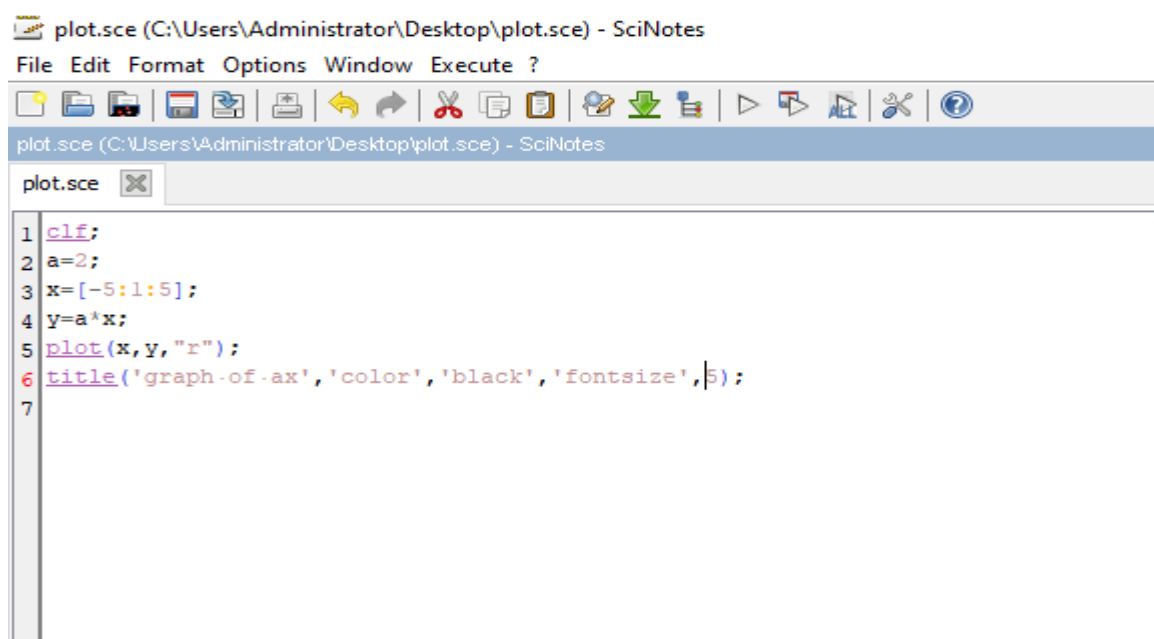 plot.sce (C:\Users\Administrator\Desktop\plot.sce) - SciNotes
File Edit Format Options Window Execute ?
plot.sce (C:\Users\Administrator\Desktop\plot.sce) - SciNotes
plot.sce
1 clf;
2 a=2;
3 x=[-5:1:5];
4 y=a*x;
5 plot(x,y,"r");
6 title('graph·of·ax','color','black','fontsize',5);
7